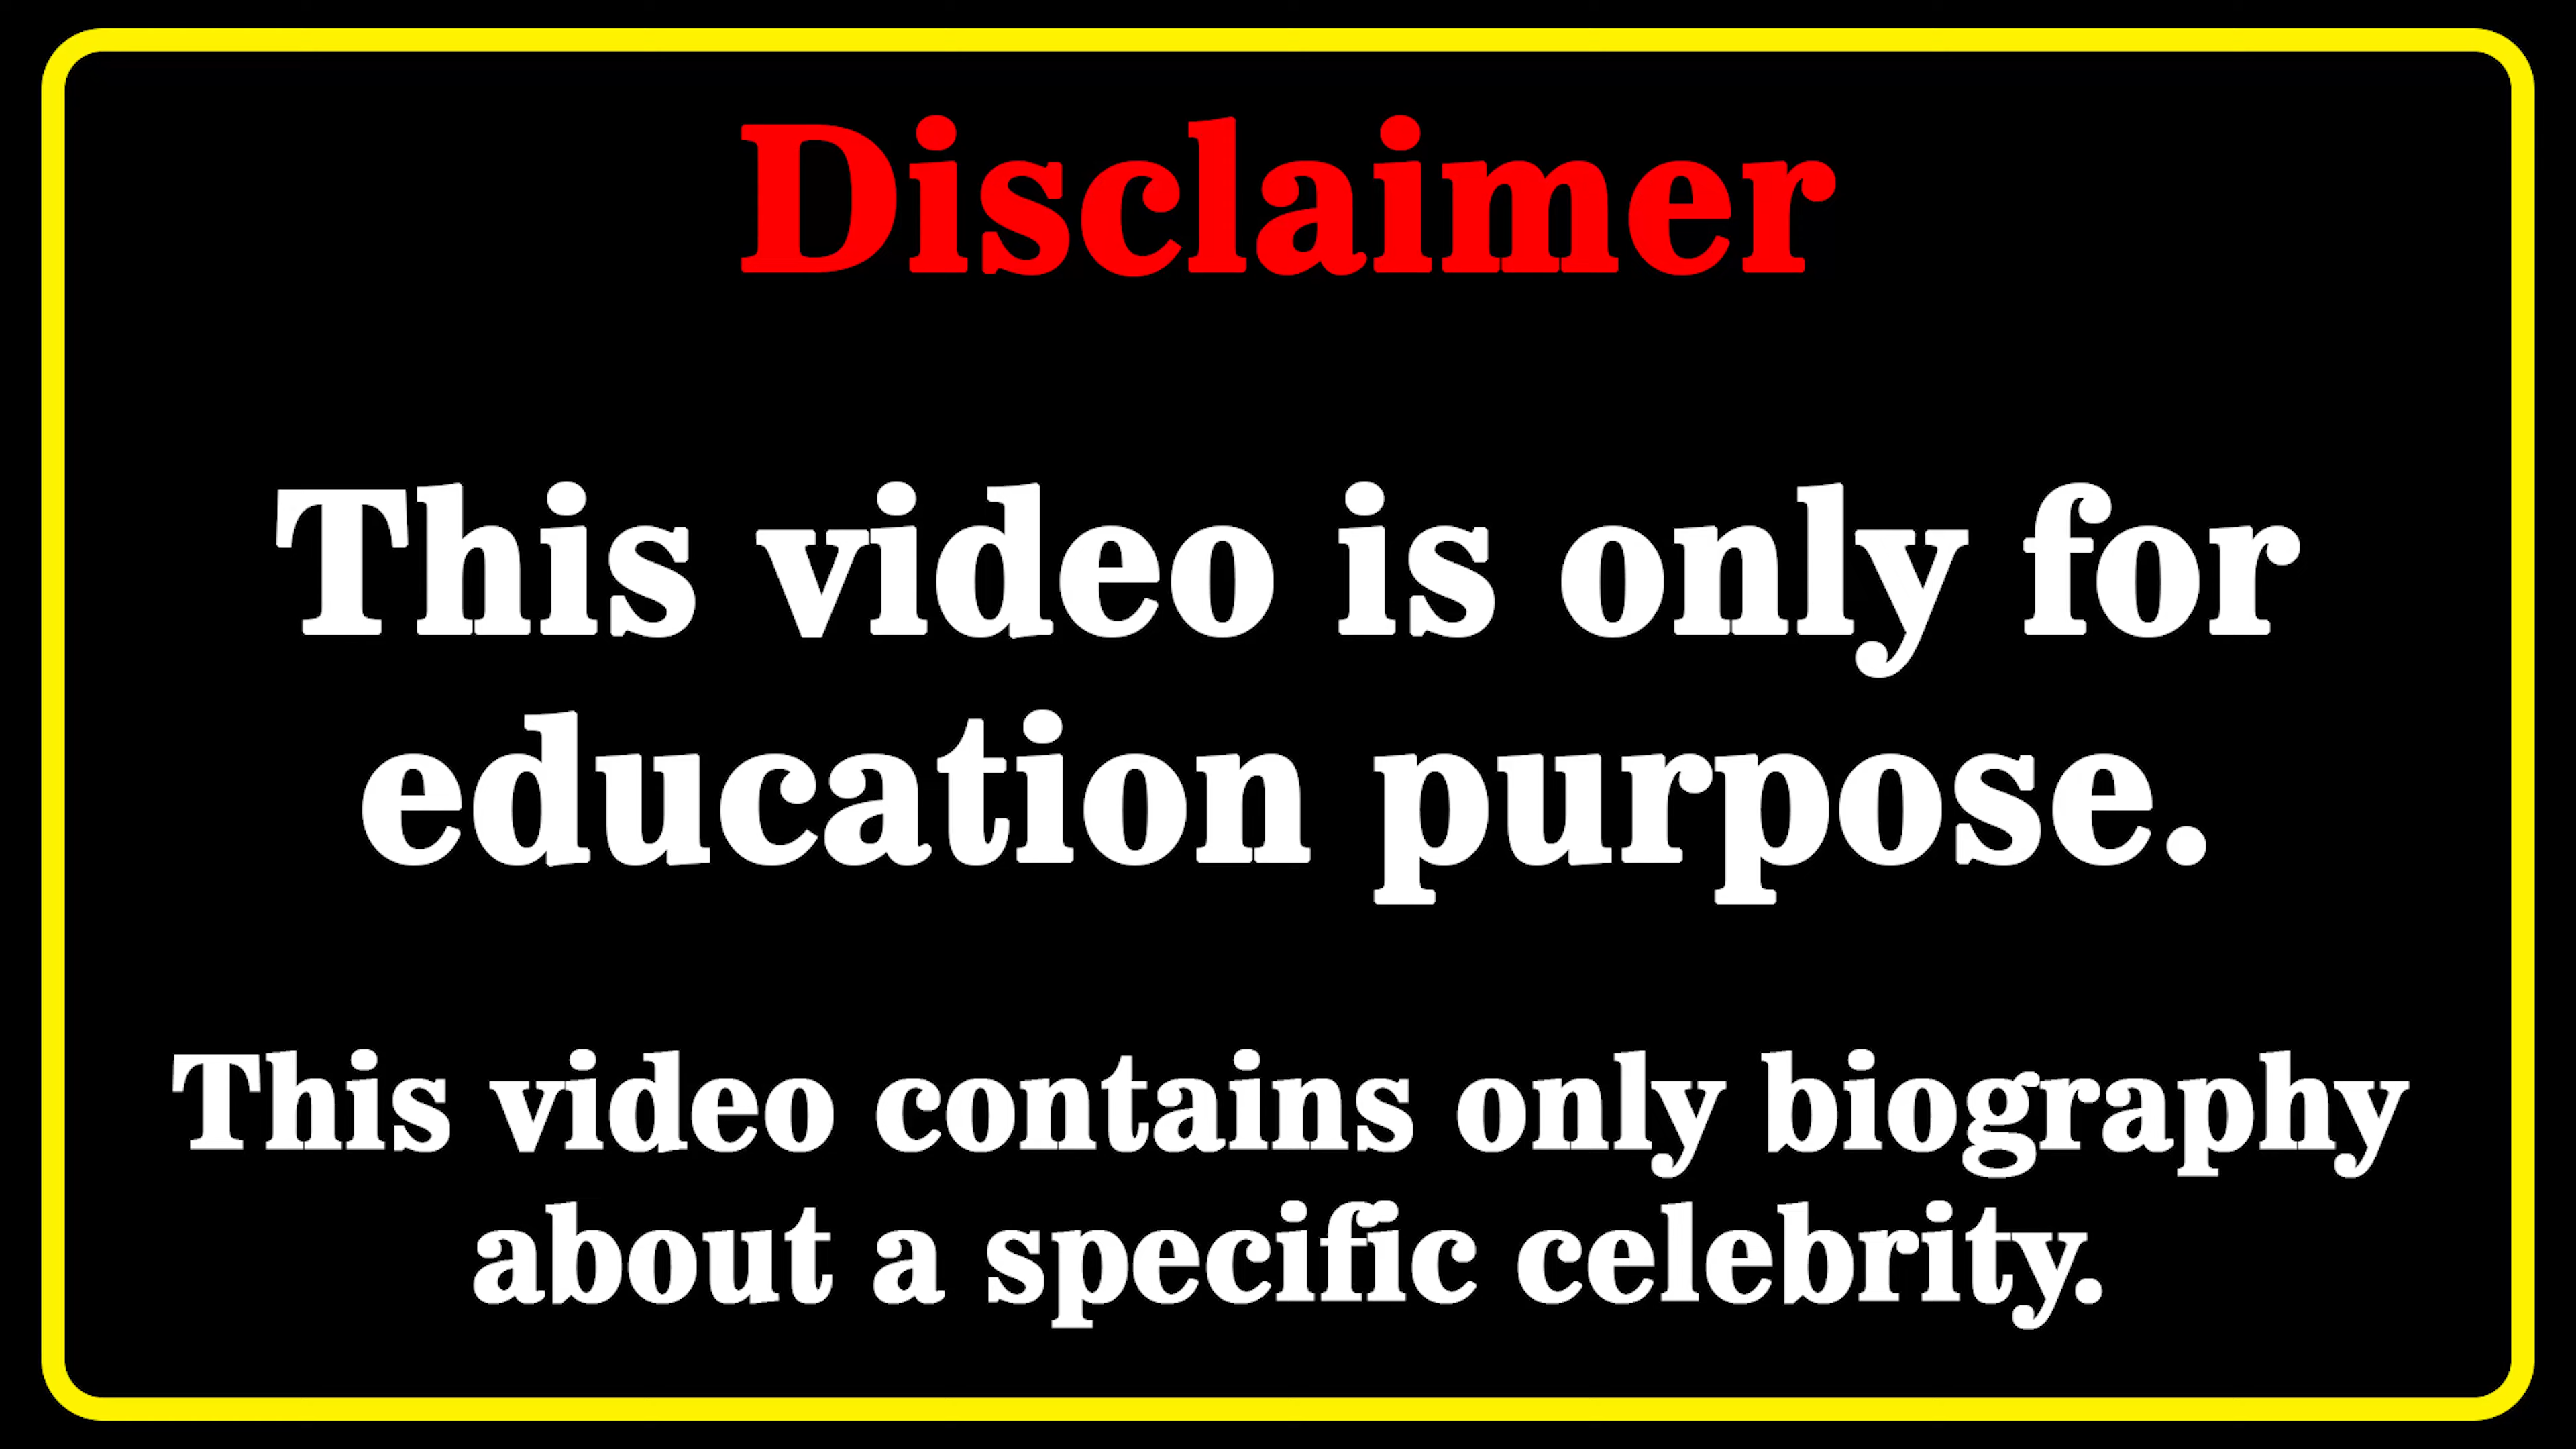 Disclaimer
This video is only for
education purpose.
This video contains only biography
about a specific celebrity.